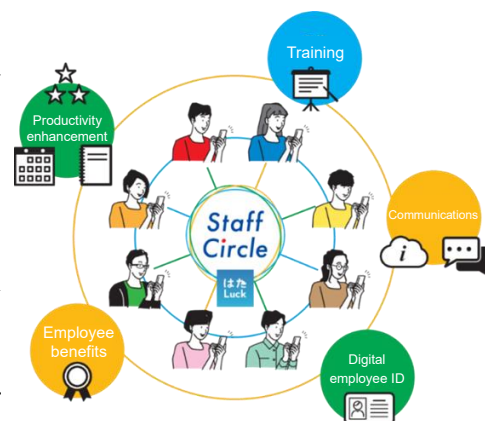 Training
Productivity
enhancement
Communications
Staff
Circle
はた
Luck
Employee
benefits
Digital
employee ID